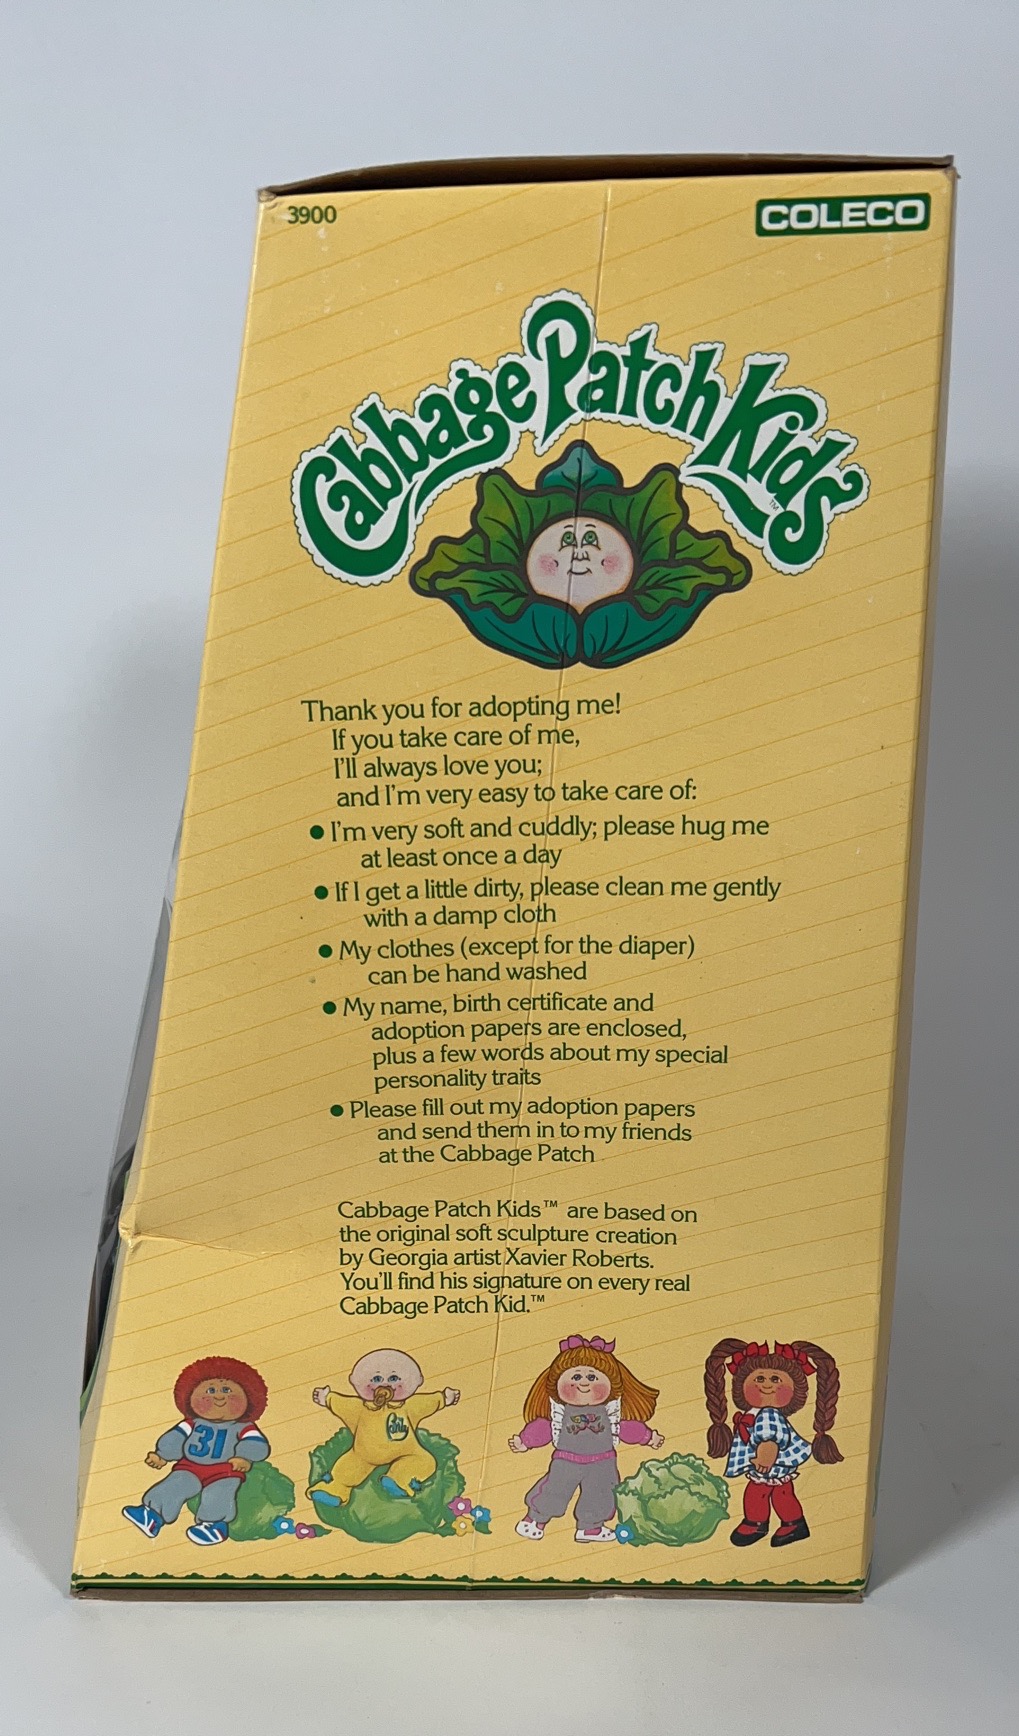 3900
COLECO
Cabbage Patch Kids™
Thank you for adopting me!
If you take care of me,
I'll always love you;
and I'm very easy to take care of:
● I'm very soft and cuddly; please hug me
at least once a day
● If I get a little dirty, please clean me gently
with a damp cloth
● My clothes (except for the diaper)
can be hand washed
● My name, birth certificate and
adoption papers are enclosed,
plus a few words about my special
personality traits
● Please fill out my adoption papers
and send them in to my friends
at the Cabbage Patch
Cabbage Patch Kids™ are based on
the original soft sculpture creation
by Georgia artist Xavier Roberts.
You'll find his signature on every real
Cabbage Patch Kid.™
31